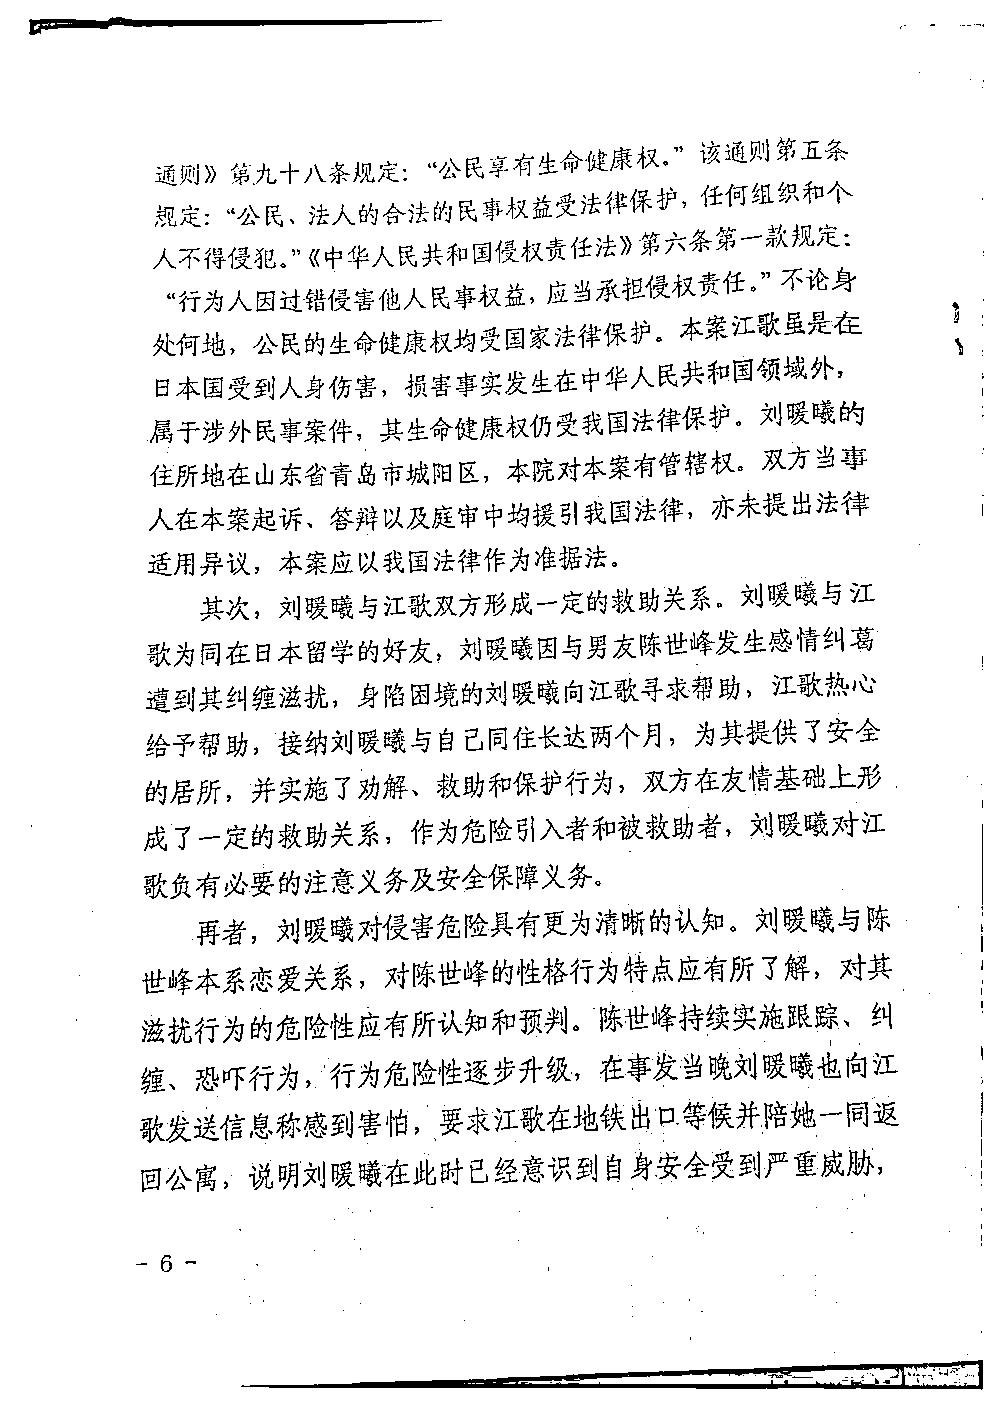 通则》第九十八条规定：“公民享有生命健康权。”该通则第五条
规定：“公民、法人的合法的民事权益受法律保护，任何组织和个
人不得侵犯。”《中华人民共和国侵权责任法》第六条第一款规定：
“行为人因过错侵害他人民事权益，应当承担侵权责任。”不论身
处何地，公民的生命健康权均受国家法律保护。本案江歌虽是在
日本国受到人身伤害，损害事实发生在中华人民共和国领域外，
属于涉外民事案件，其生命健康权仍受我国法律保护。刘暖曦的
住所地在山东省青岛市城阳区，本院对本案有管辖权。双方当事
人在本案起诉、答辩以及庭审中均援引我国法律，亦未提出法律
适用异议，本案应以我国法律作为准据法。
其次，刘暖曦与江歌双方形成一定的救助关系。刘暖曦与江
歌为同在日本留学的好友，刘暖曦因与男友陈世峰发生感情纠葛
遭到其纠缠滋扰，身陷困境的刘暖曦向江歌寻求帮助，江歌热心
给予帮助，接纳刘暖曦与自己同住长达两个月，为其提供了安全
的居所，并实施了劝解、救助和保护行为，双方在友情基础上形
成了一定的救助关系，作为危险引入者和被救助者，刘暖曦对江
歌负有必要的注意义务及安全保障义务。
再者，刘暖曦对侵害危险具有更为清晰的认知。刘暖曦与陈
世峰本系恋爱关系，对陈世峰的性格行为特点应有所了解，对其
滋扰行为的危险性应有所认知和预判。陈世峰持续实施跟踪、纠
缠、恐吓行为，行为危险性逐步升级，在事发当晚刘暖曦也向江
歌发送信息称感到害怕，要求江歌在地铁出口等候并陪她一同返
回公寓，说明刘暖曦在此时已经意识到自身安全受到严重威胁，
- 6 -